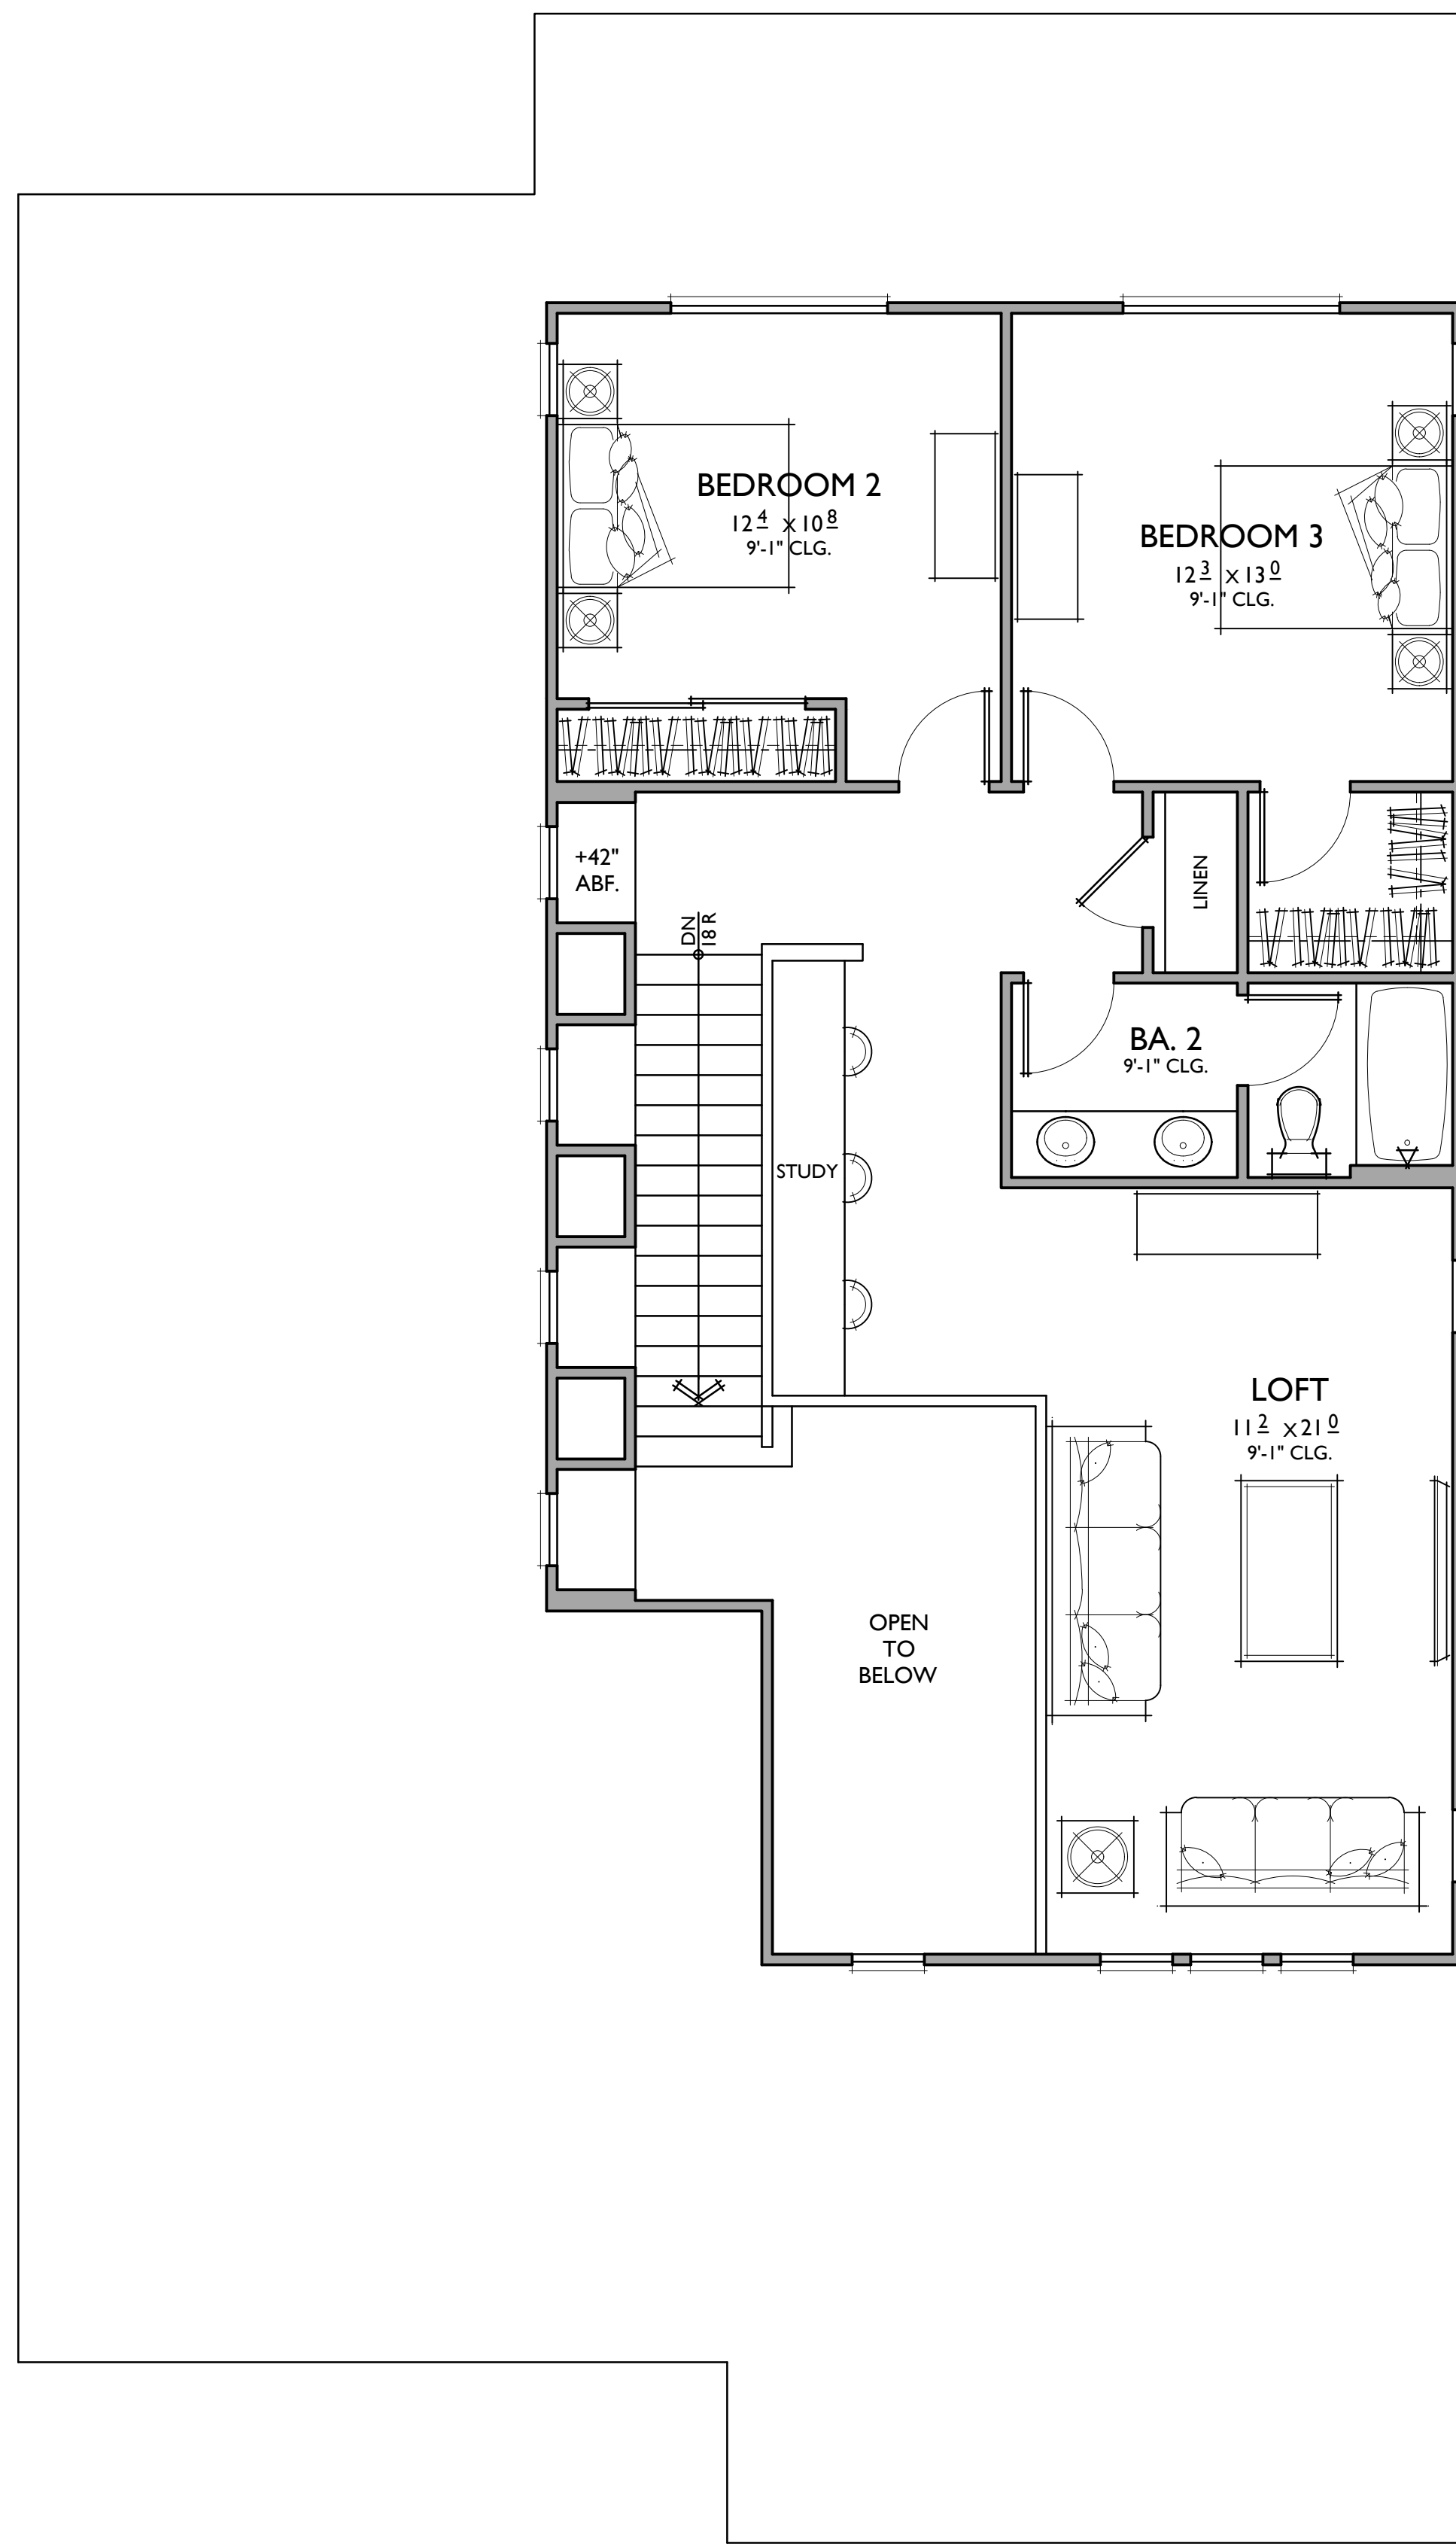 BEDROOM 2
12 4 X 10 8
9'-1" CLG.
BEDROOM 3
12 3 X 13 0
9'-1" CLG.
+42"
ABF.
LINEN
DN
18 R
BA. 2
9'-1" CLG.
STUDY
LOFT
11 2 X 21 0
9'-1" CLG.
OPEN
TO
BELOW